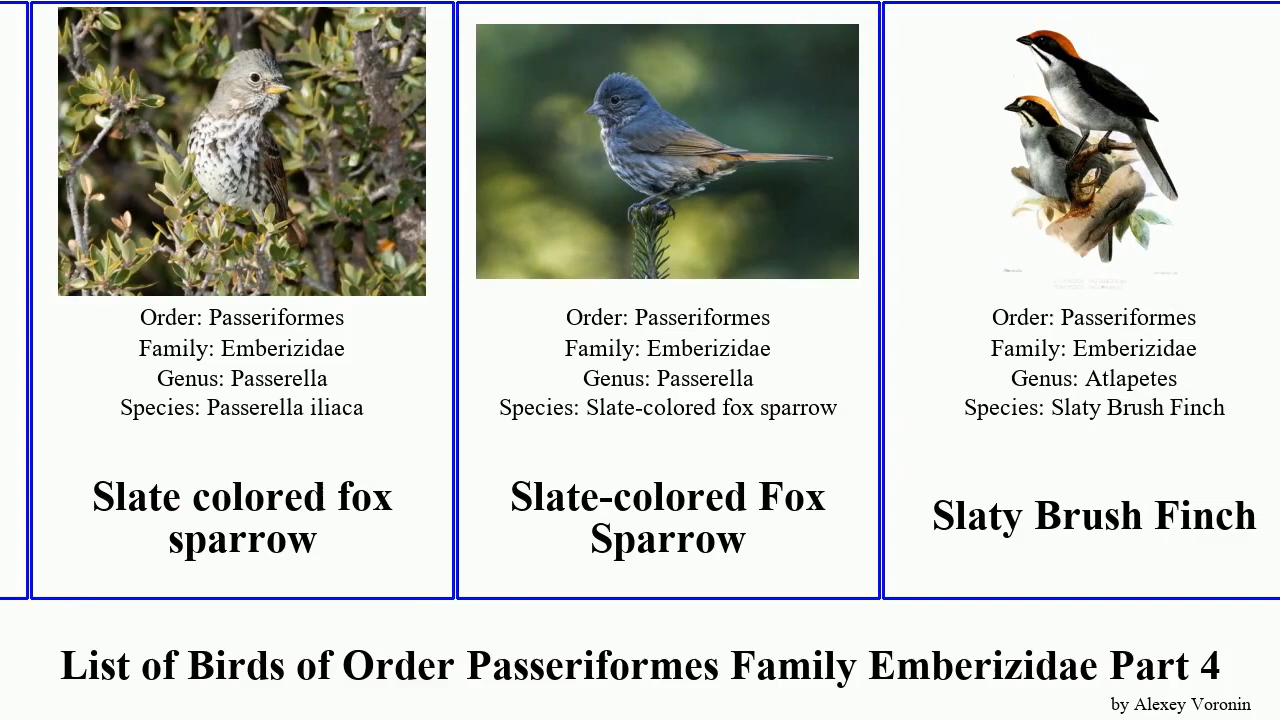 Order: Passeriformes
Family: Emberizidae
Genus: Passerella
Species: Passerella iliaca
Slate colored fox
sparrow
Order: Passeriformes
Family: Emberizidae
Genus: Passerella
Species: Slate-colored fox sparrow
Slate-colored Fox
Sparrow
Order: Passeriformes
Family: Emberizidae
Genus: Atlapetes
Species: Slaty Brush Finch
Slaty Brush Finch
List of Birds of Order Passeriformes Family Emberizidae Part 4
by Alexey Voronin